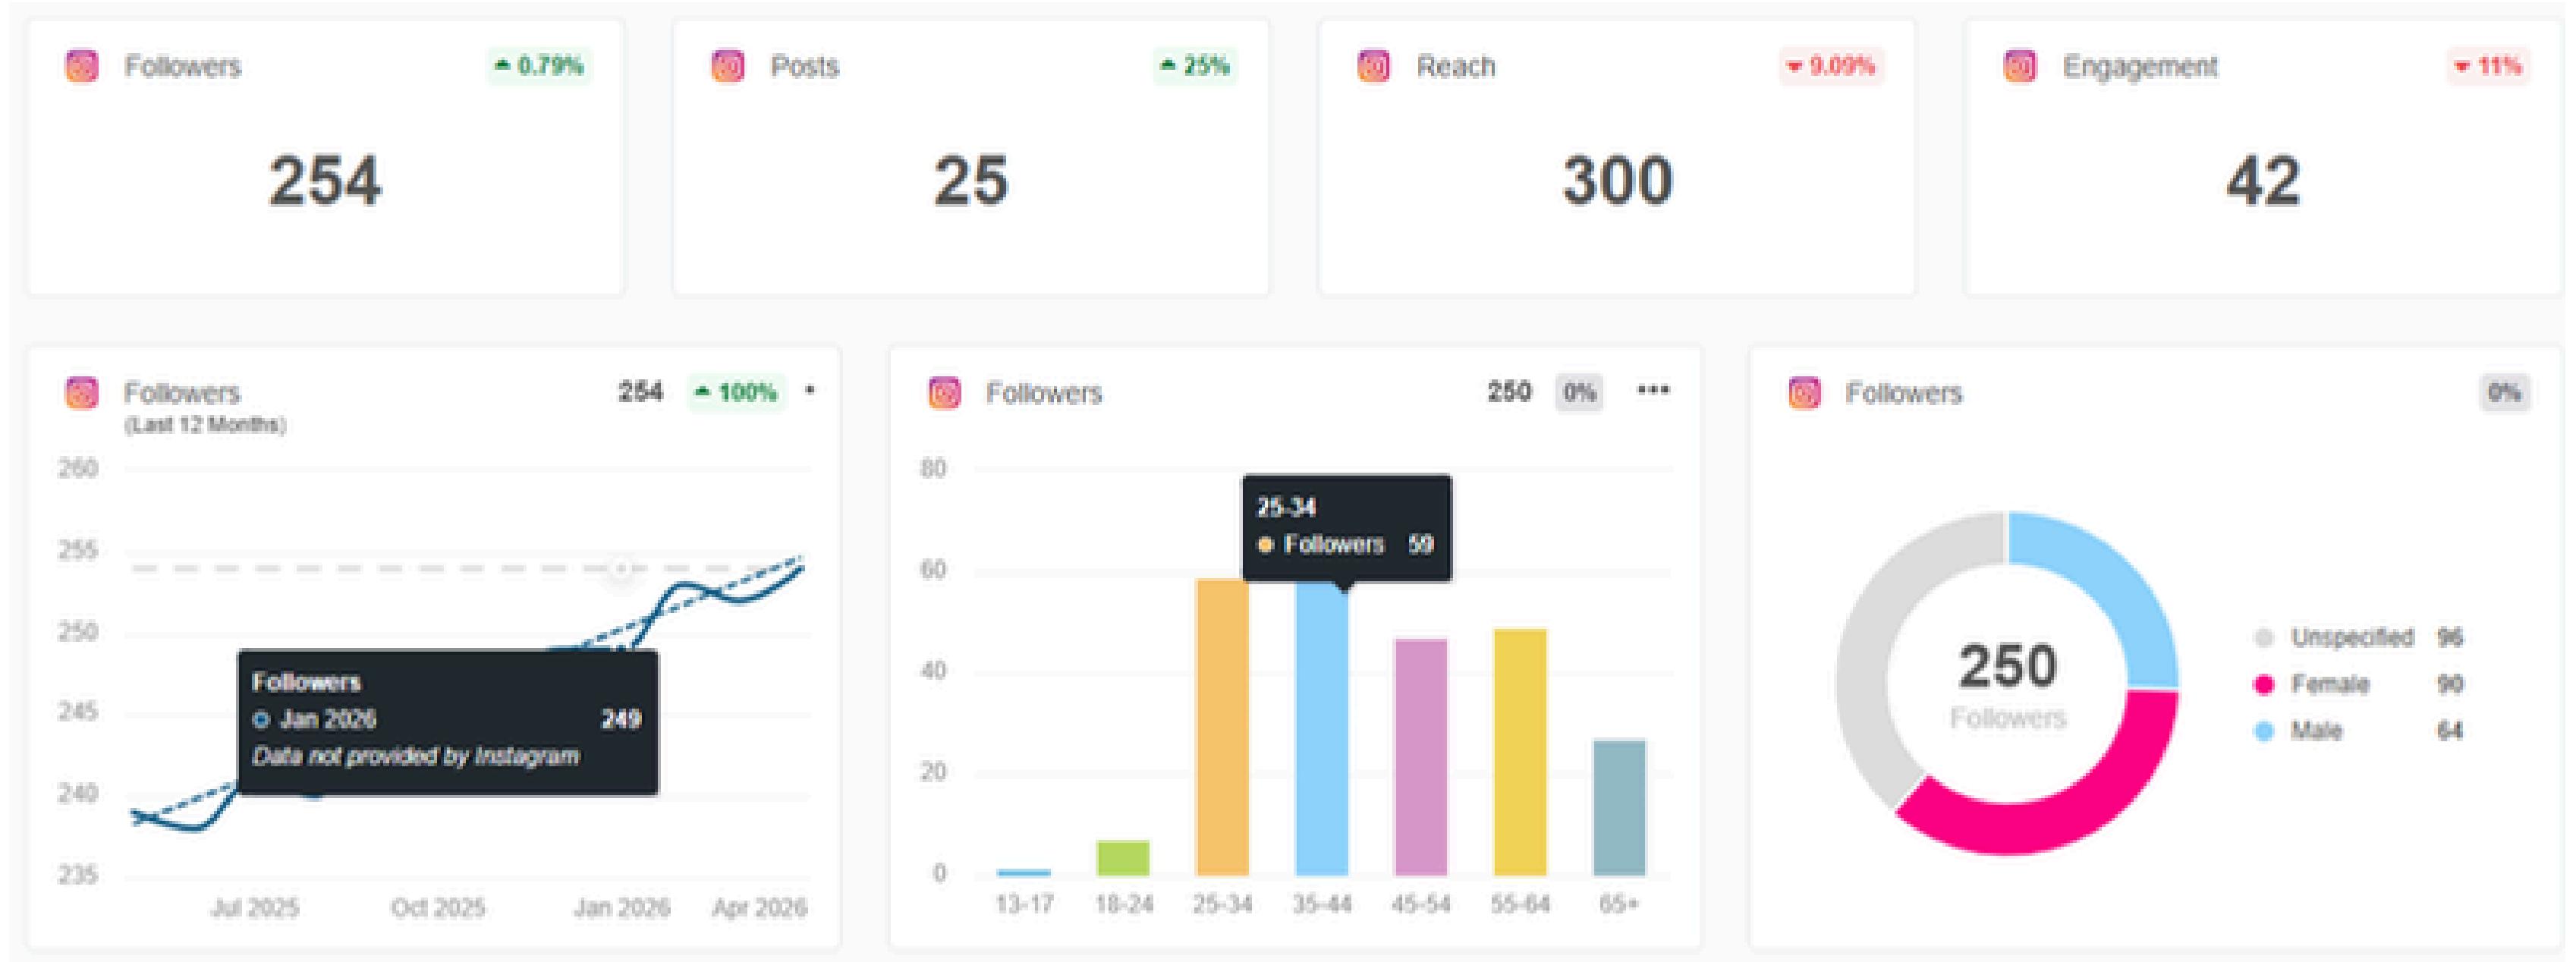 Followers ▲ 0.79%
254
Posts ▲ 25%
25
Reach ▼ 9.09%
300
Engagement ▼ 11%
42
Followers 254 ▲ 100%
(Last 12 Months)
260
255
250
245
240
235
Followers
Jan 2026 249
Data not provided by Instagram
Jul 2025 Oct 2025 Jan 2026 Apr 2026
Followers 250 0% •••
80
60
40
20
0
25-34
Followers 59
13-17 18-24 25-34 35-44 45-54 55-64 65+
Followers 0%
250
Followers
Unspecified 96
Female 90
Male 64